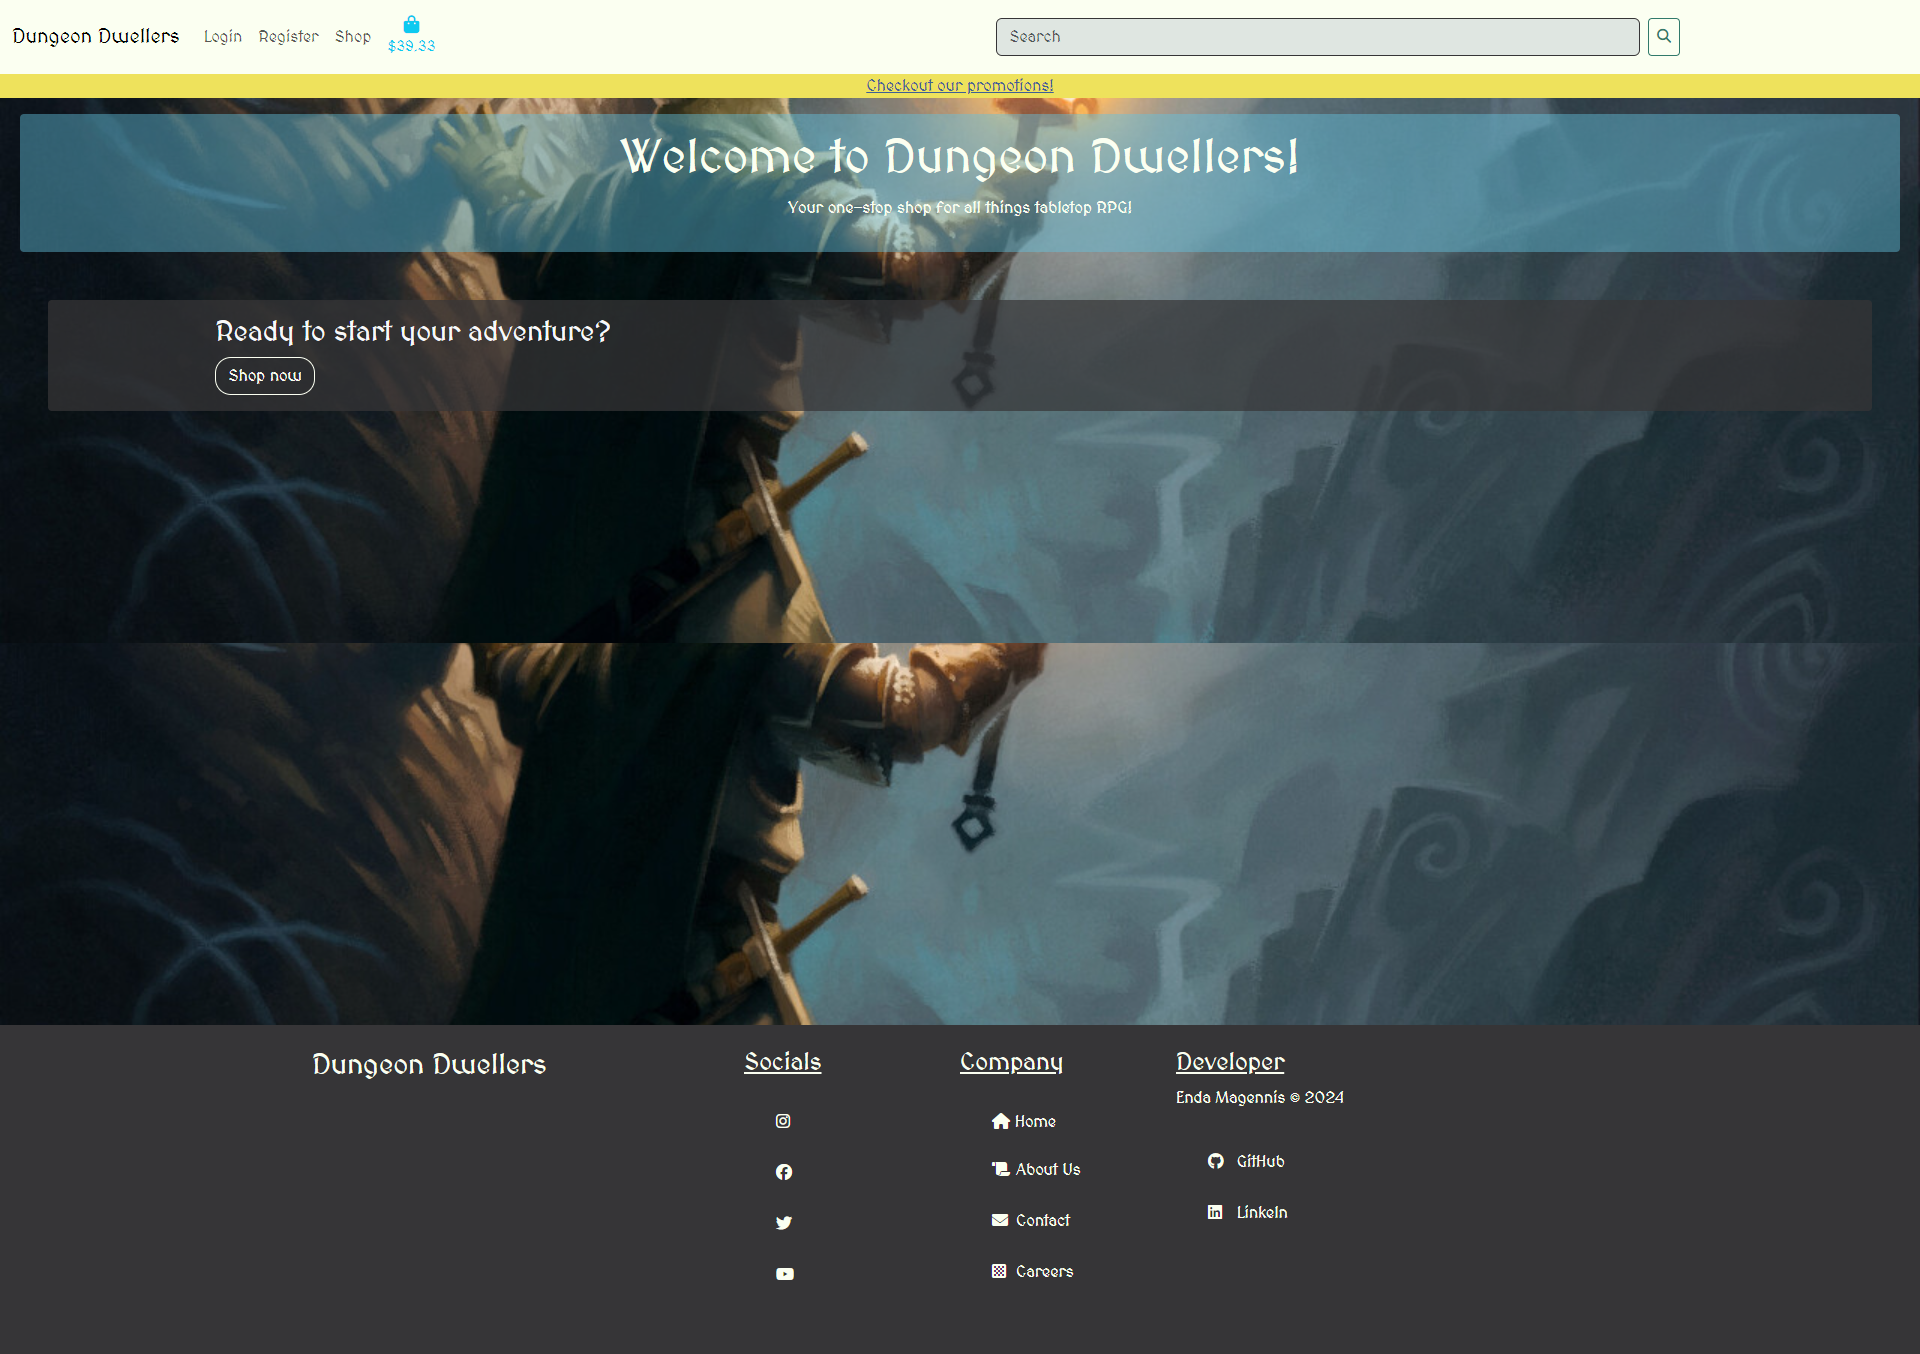 Dungeon Dwellers Login Register Shop $39.33 Search
Checkout our promotions!
Welcome to Dungeon Dwellers!
Your one-stop shop for all things tabletop RPG!
Ready to start your adventure?
Shop now
Dungeon Dwellers
Socials
Company
Home
About Us
Contact
Careers
Developer
Enda Magennis © 2024
GitHub
LinkeIn